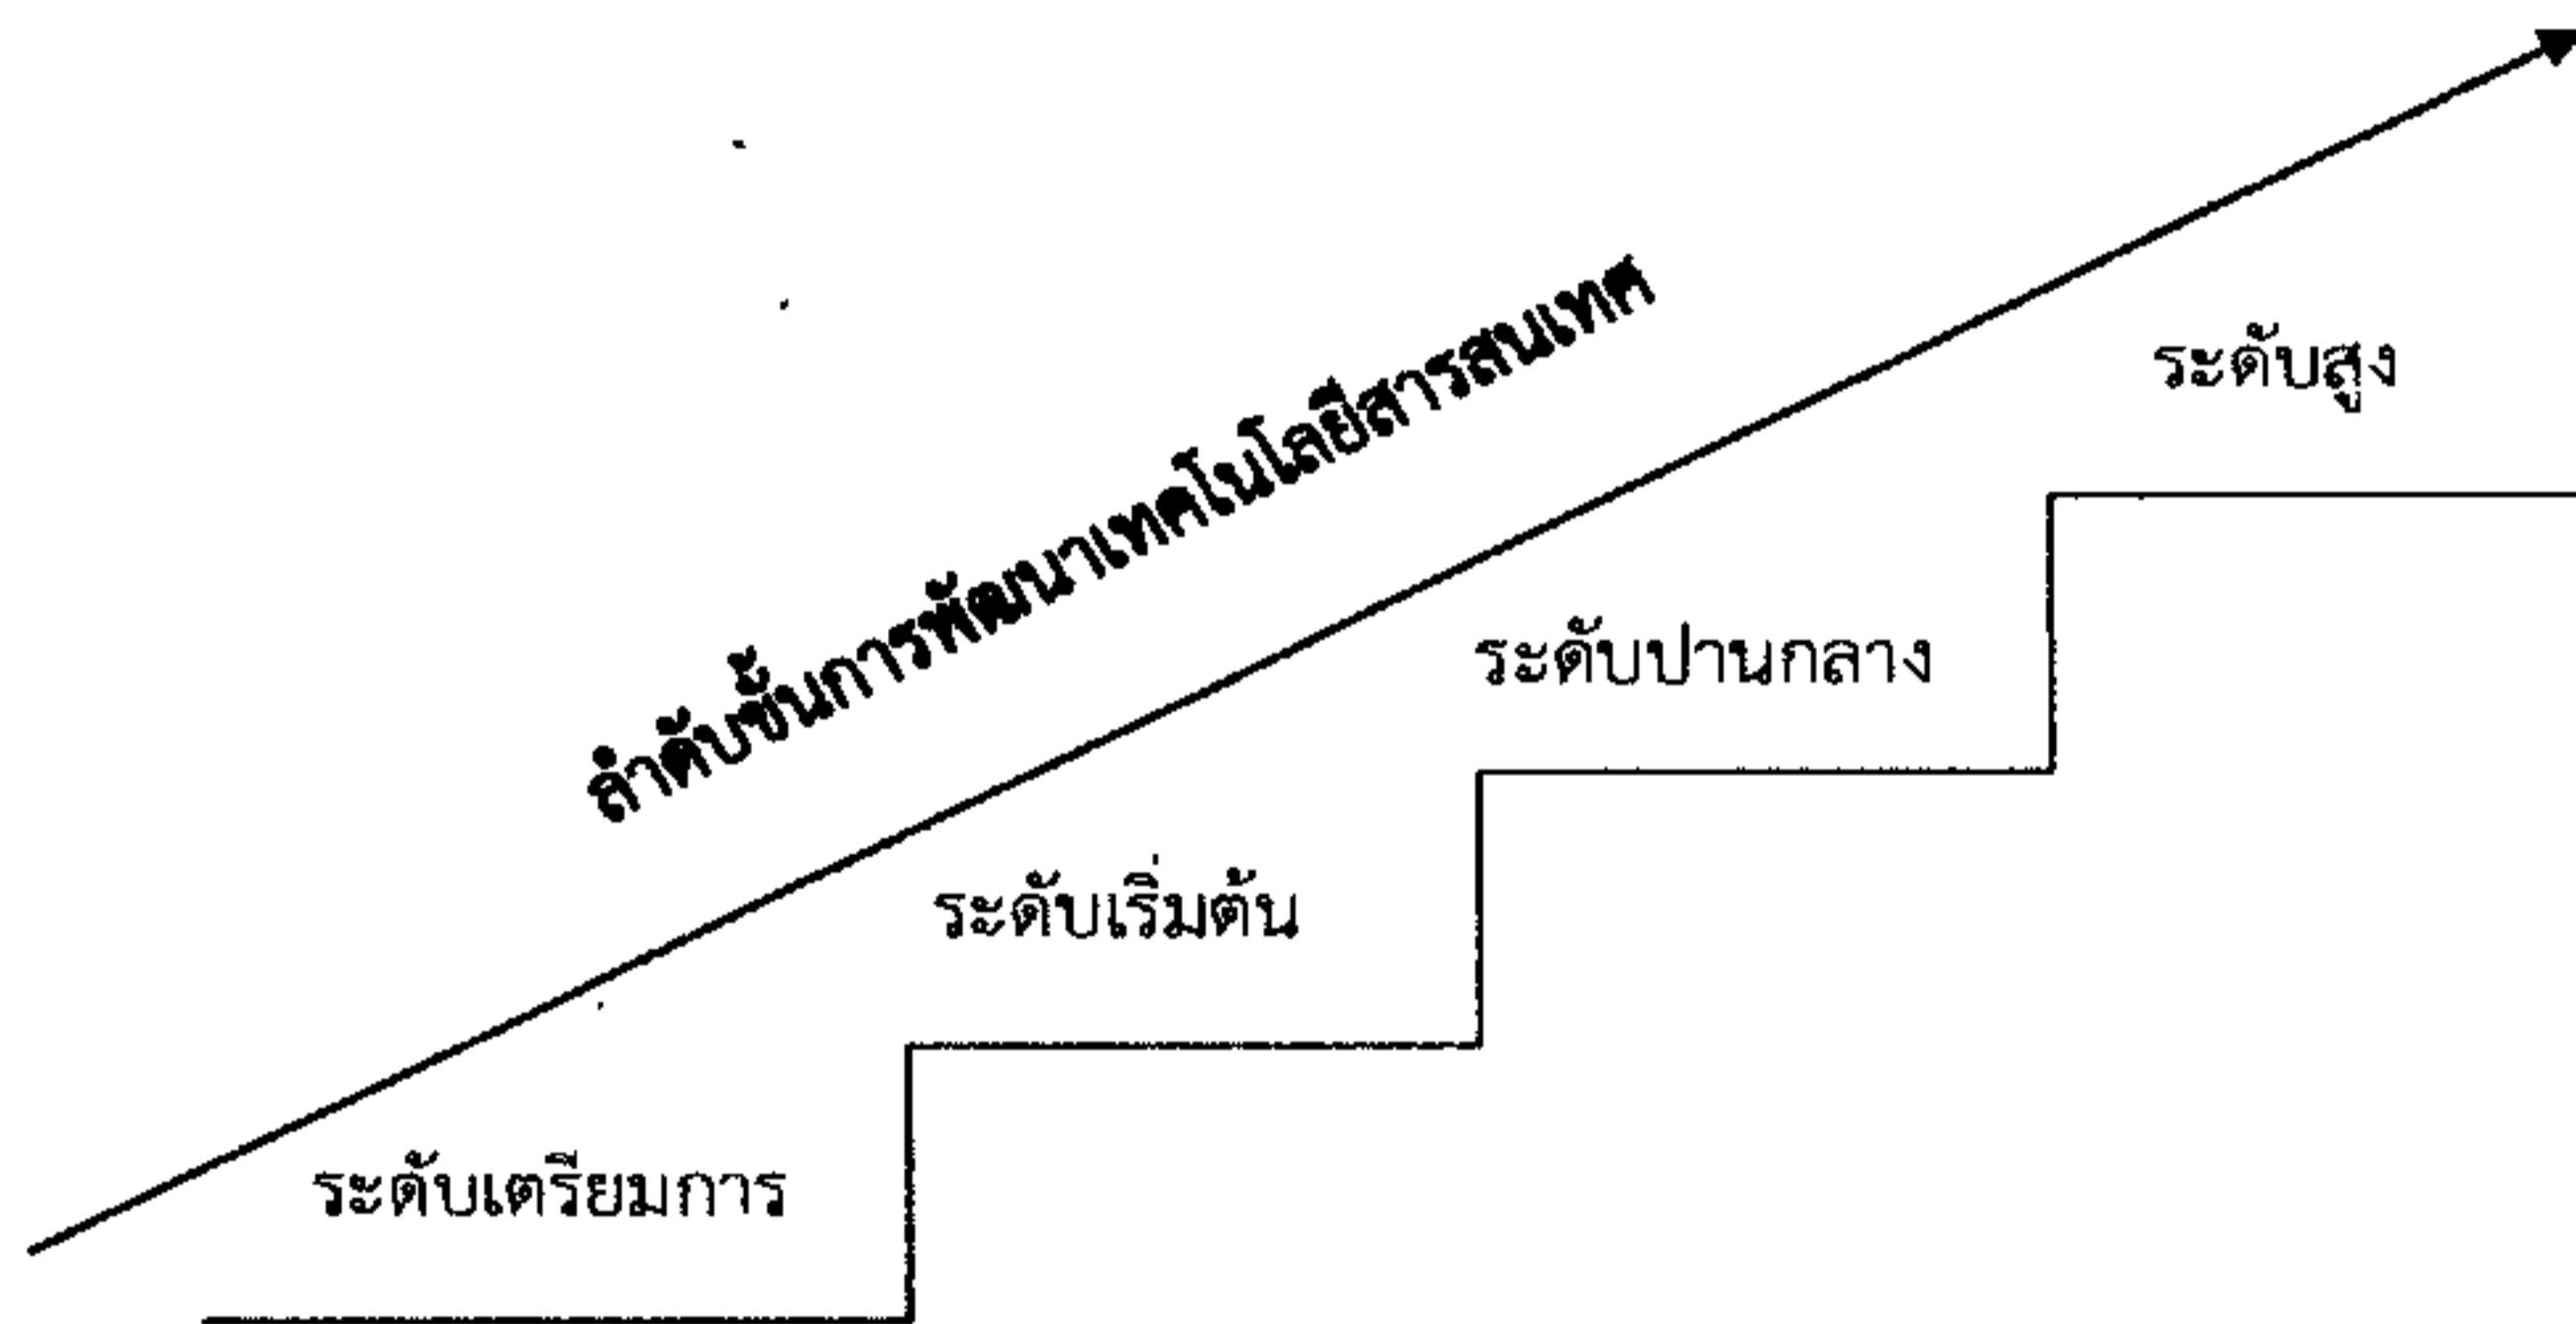 ลำดับขั้นการพัฒนาเทคโนโลยีสารสนเทศ
ระดับสูง
ระดับปานกลาง
ระดับเริ่มต้น
ระดับเตรียมการ